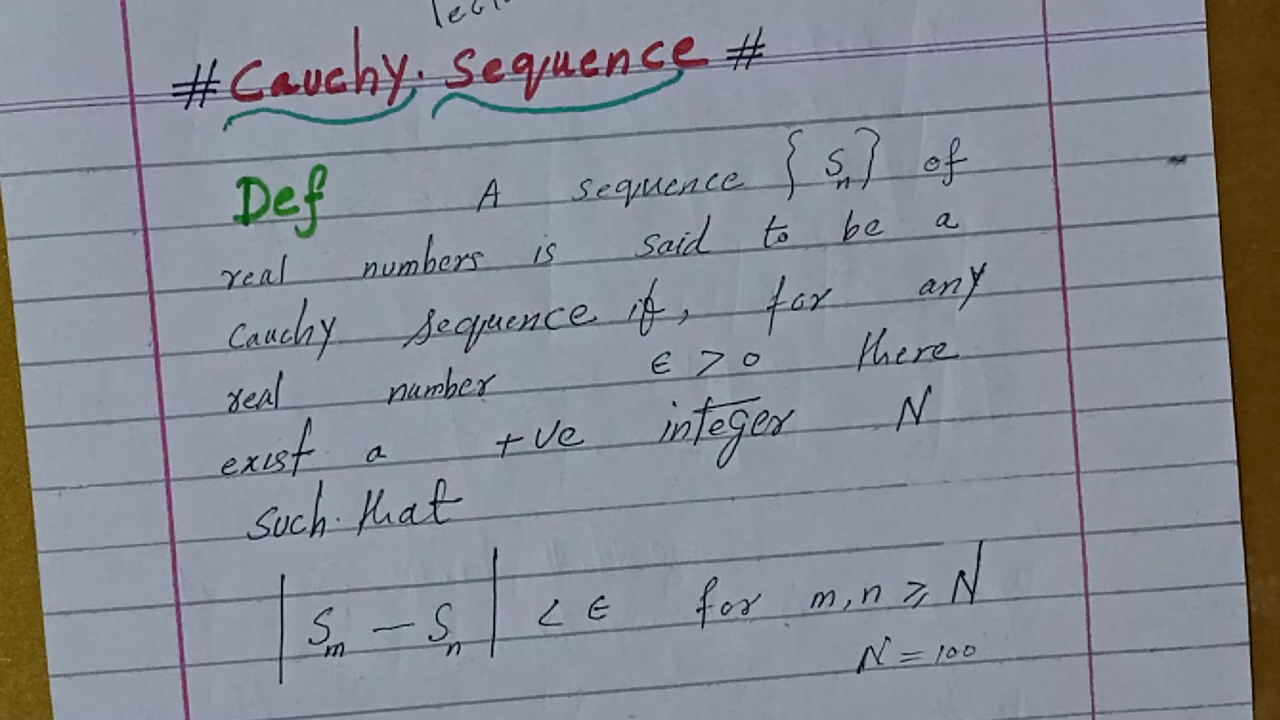 # Cauchy. Sequence #
Def A sequence {Sn} of
real numbers is said to be a
Cauchy sequence if, for any
real number ε > 0 there
exist a +ve integer N
such. that
|Sm − Sn| < ε for m,n ⩾ N
N = 100